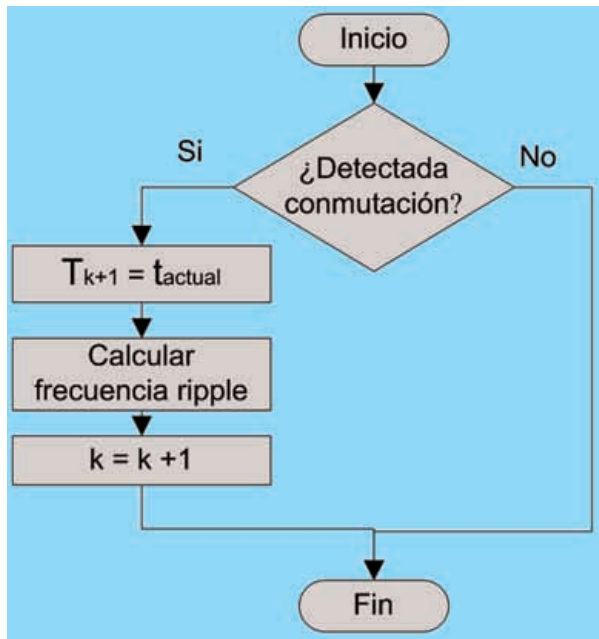 Inicio
¿Detectada
conmutación?
Si
No
Tk+1 = tactual
Calcular
frecuencia ripple
k = k +1
Fin